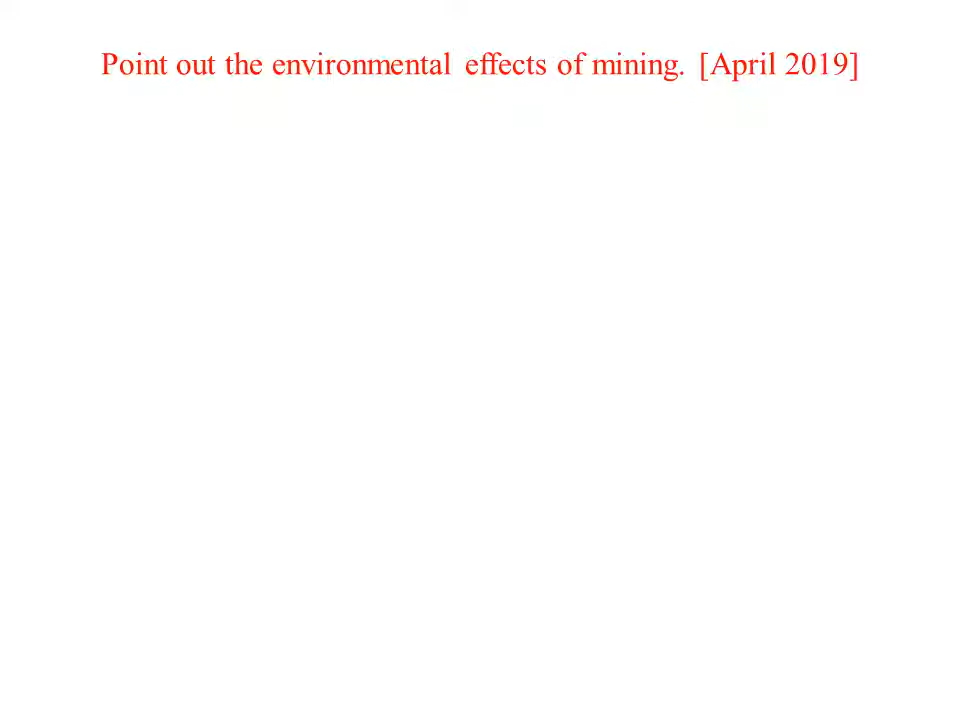 Point out the environmental effects of mining. [April 2019]